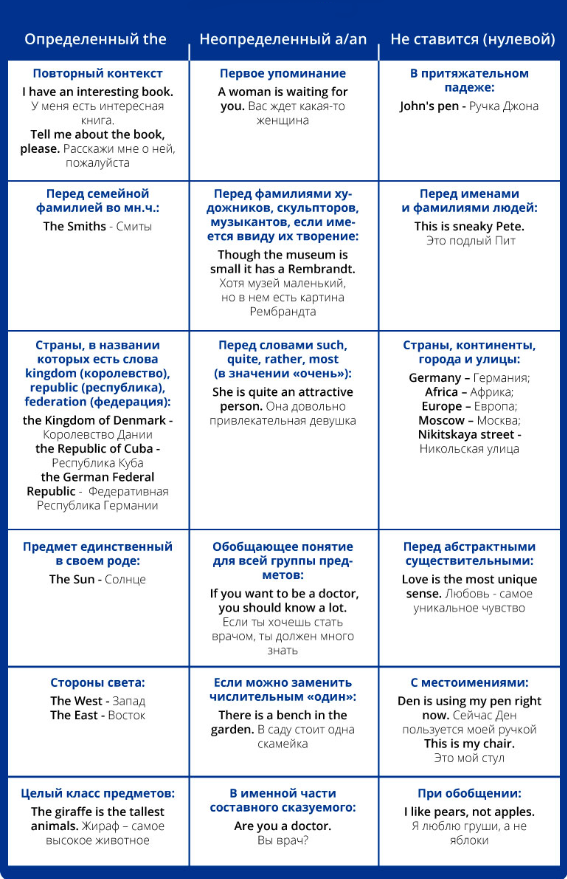 Определенный the
Неопределенный a/an
Не ставится (нулевой)
Повторный контекст
I have an interesting book.
У меня есть интересная
книга.
Tell me about the book,
please. Расскажи мне о ней,
пожалуйста
Первое упоминание
A woman is waiting for
you. Вас ждет какая-то
женщина
В притяжательном
падеже:
John's pen - Ручка Джона
Перед семейной
фамилией во мн.ч.:
The Smiths - Смиты
Перед фамилиями ху-
дожников, скульпторов,
музыкантов, если име-
ется ввиду их творение:
Though the museum is
small it has a Rembrandt.
Хотя музей маленький,
но в нем есть картина
Рембрандта
Перед именами
и фамилиями людей:
This is sneaky Pete.
Это подлый Пит
Страны, в названии
которых есть слова
kingdom (королевство),
republic (республика),
federation (федерация):
the Kingdom of Denmark -
Королевство Дании
the Republic of Cuba -
Республика Куба
the German Federal
Republic - Федеративная
Республика Германии
Перед словами such,
quite, rather, most
(в значении «очень»):
She is quite an attractive
person. Она довольно
привлекательная девушка
Страны, континенты,
города и улицы:
Germany – Германия;
Africa – Африка;
Europe – Европа;
Moscow – Москва;
Nikitskaya street -
Никольская улица
Предмет единственный
в своем роде:
The Sun - Солнце
Обобщающее понятие
для всей группы пред-
метов:
If you want to be a doctor,
you should know a lot.
Если ты хочешь стать
врачом, ты должен много
знать
Перед абстрактными
существительными:
Love is the most unique
sense. Любовь - самое
уникальное чувство
Стороны света:
The West - Запад
The East - Восток
Если можно заменить
числительным «один»:
There is a bench in the
garden. В саду стоит одна
скамейка
С местоимениями:
Den is using my pen right
now. Сейчас Ден
пользуется моей ручкой
This is my chair.
Это мой стул
Целый класс предметов:
The giraffe is the tallest
animals. Жираф – самое
высокое животное
В именной части
составного сказуемого:
Are you a doctor.
Вы врач?
При обобщении:
I like pears, not apples.
Я люблю груши, а не
яблоки